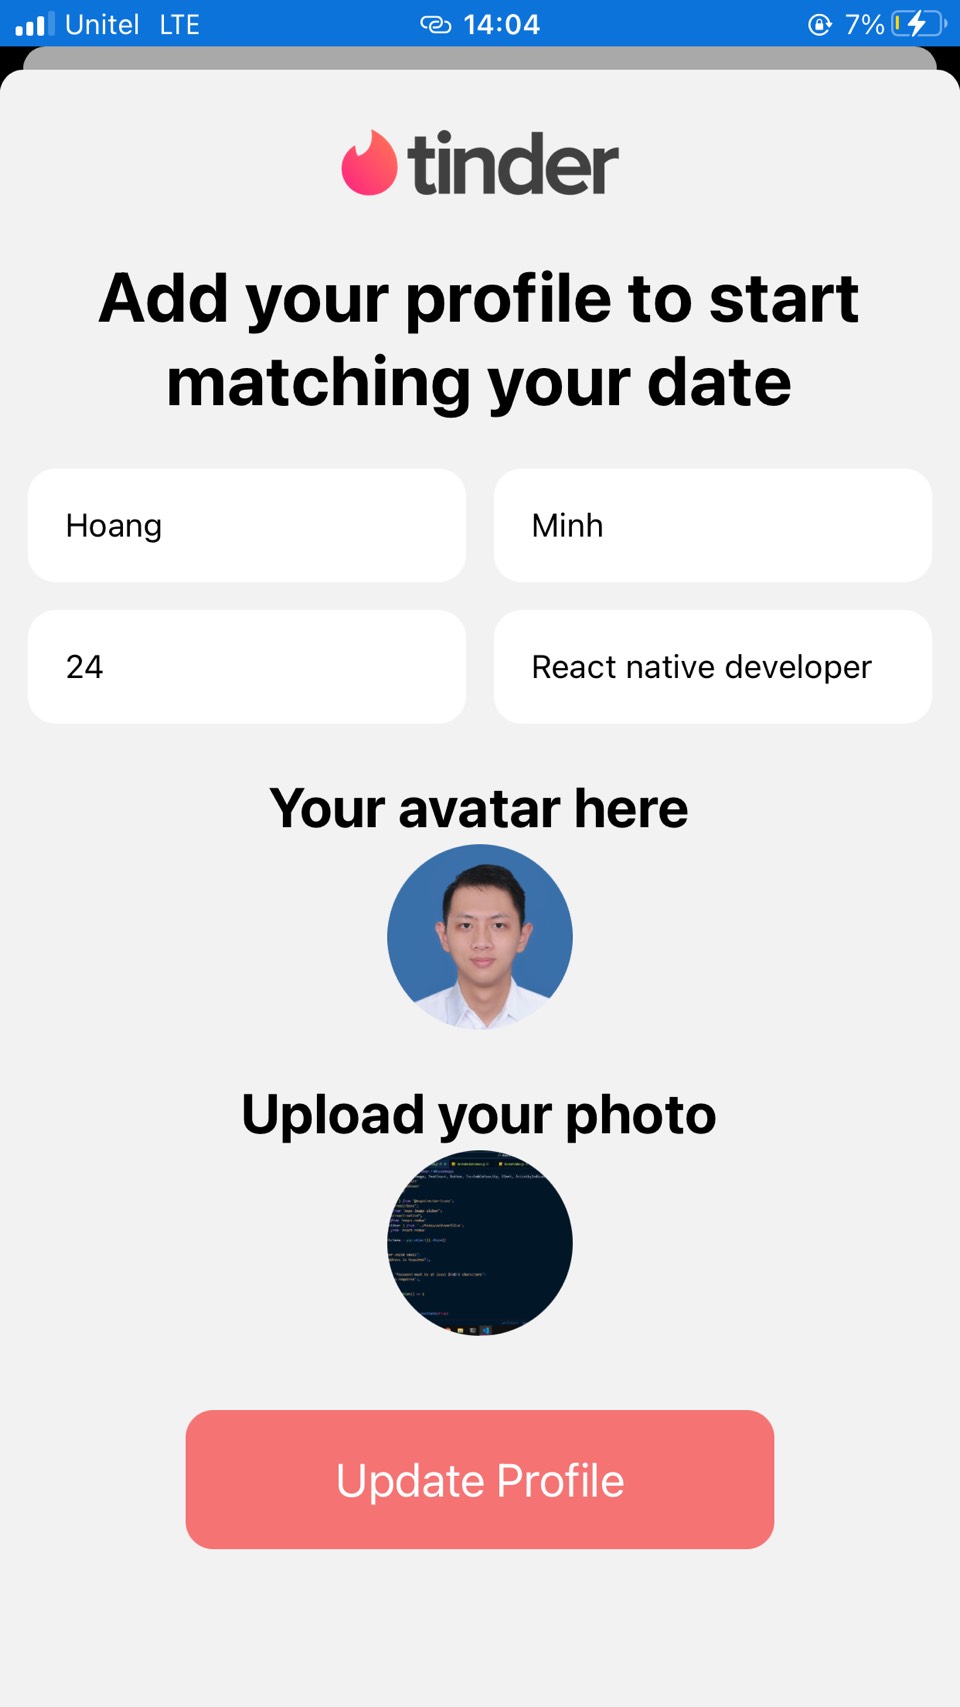 Unitel LTE 14:04 7%
tinder
Add your profile to start
matching your date
Hoang Minh
24 React native developer
Your avatar here
Upload your photo
Update Profile